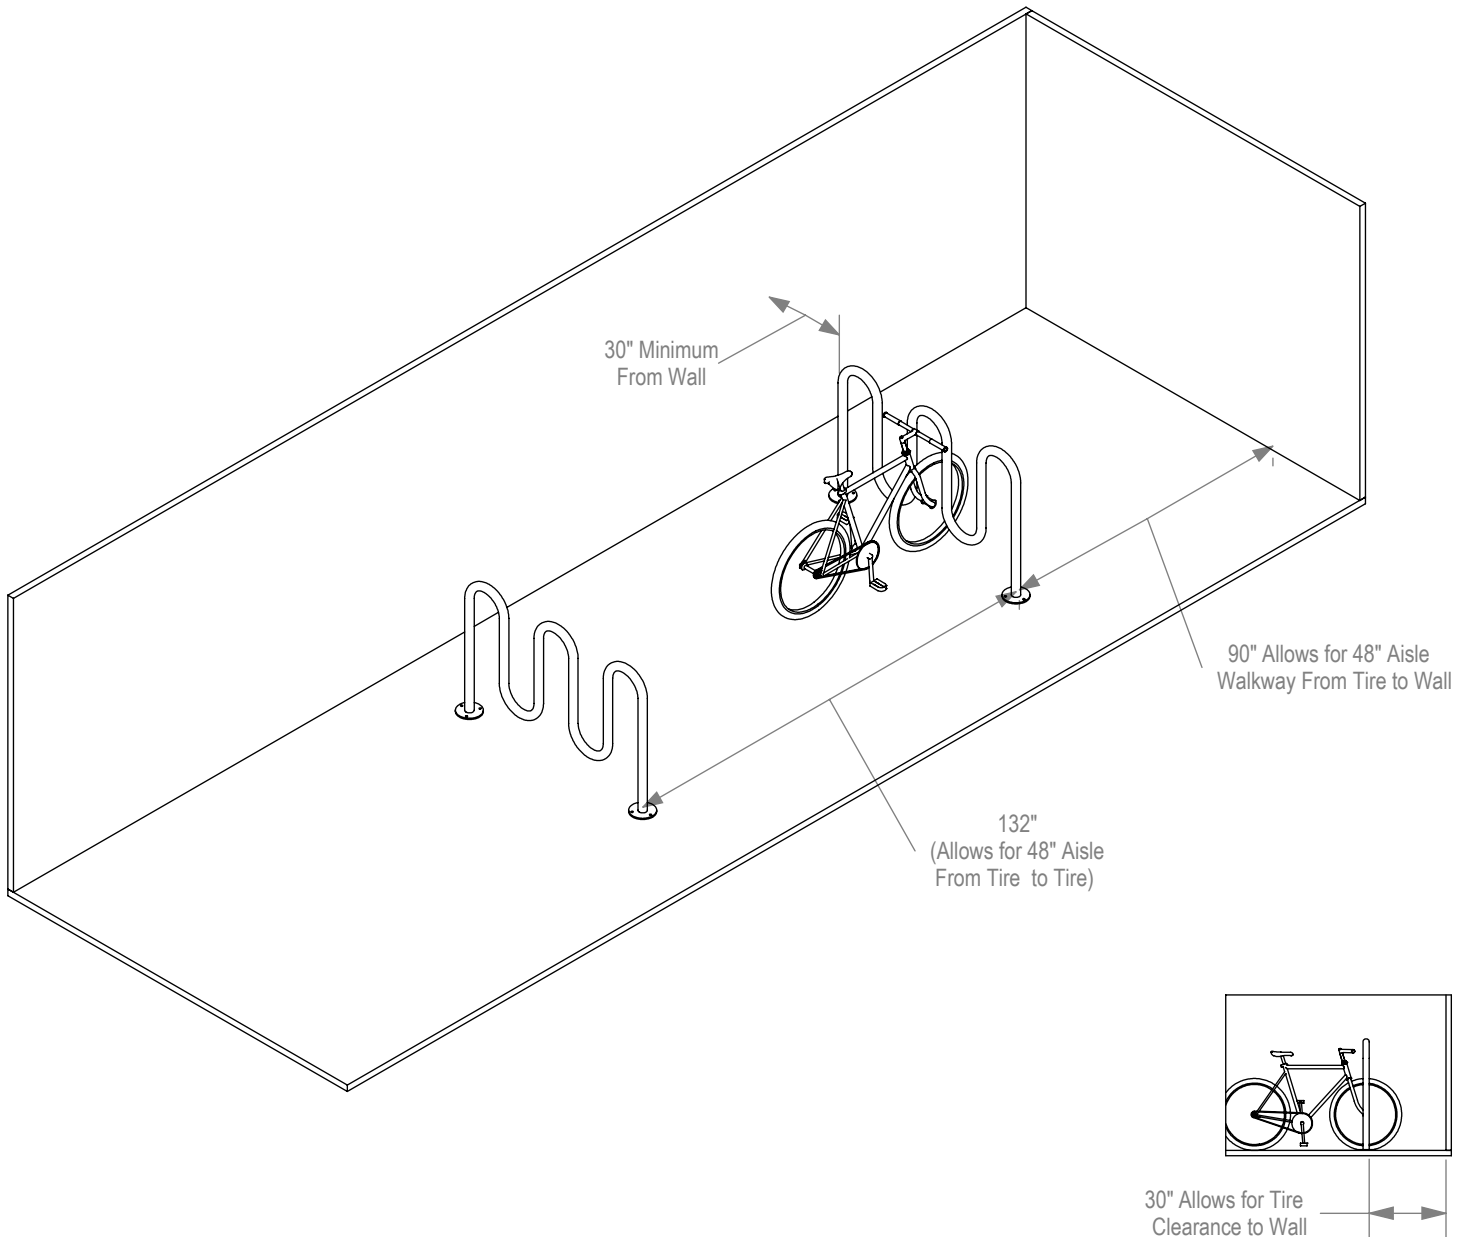 30" Minimum
From Wall
90" Allows for 48" Aisle
Walkway From Tire to Wall
132"
(Allows for 48" Aisle
From Tire to Tire)
30" Allows for Tire
Clearance to Wall